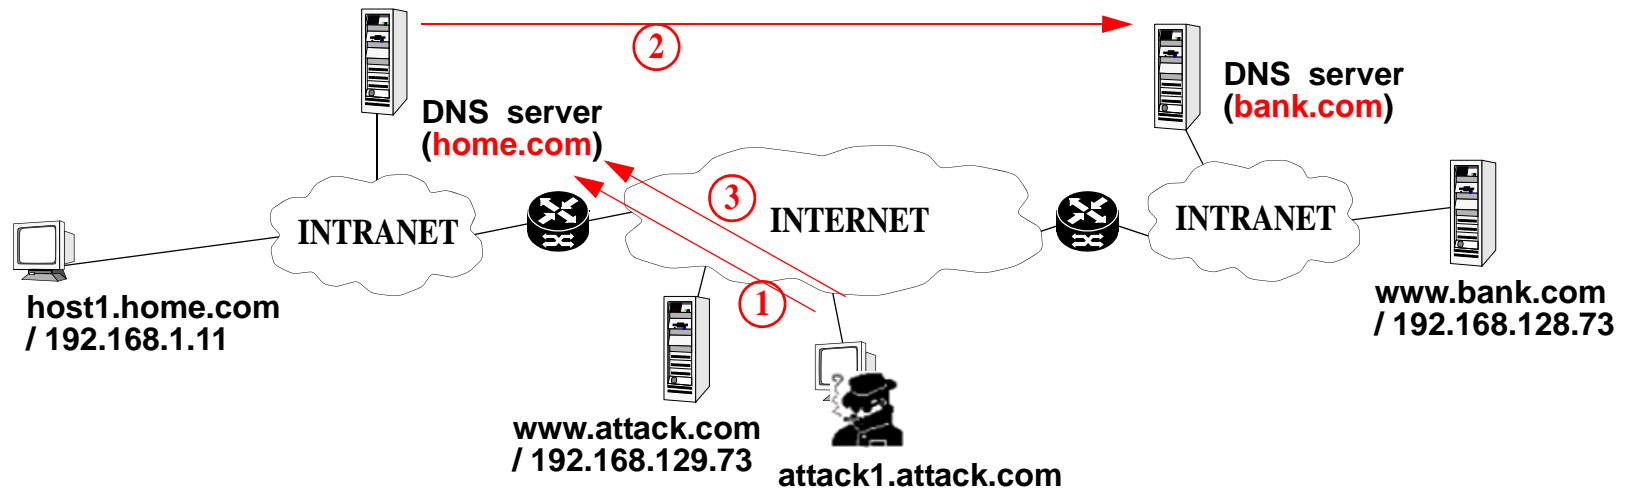 2
DNS server
(bank.com)
DNS server
(home.com)
3
INTRANET
INTERNET
INTRANET
1
host1.home.com
/ 192.168.1.11
www.bank.com
/ 192.168.128.73
www.attack.com
/ 192.168.129.73
attack1.attack.com